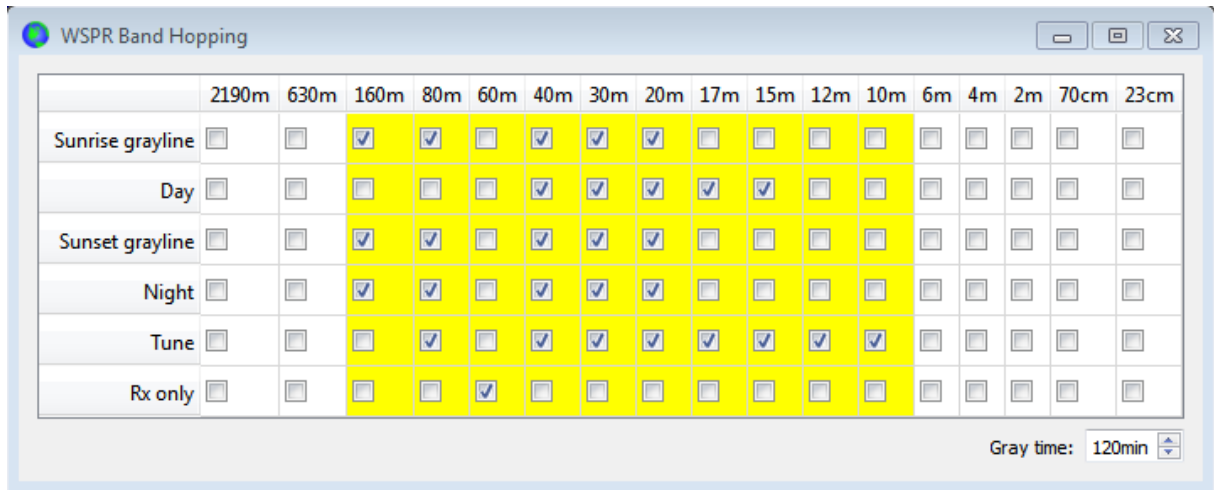 WSPR Band Hopping
2190m 630m 160m 80m 60m 40m 30m 20m 17m 15m 12m 10m 6m 4m 2m 70cm 23cm
Sunrise grayline
Day
Sunset grayline
Night
Tune
Rx only
Gray time: 120min